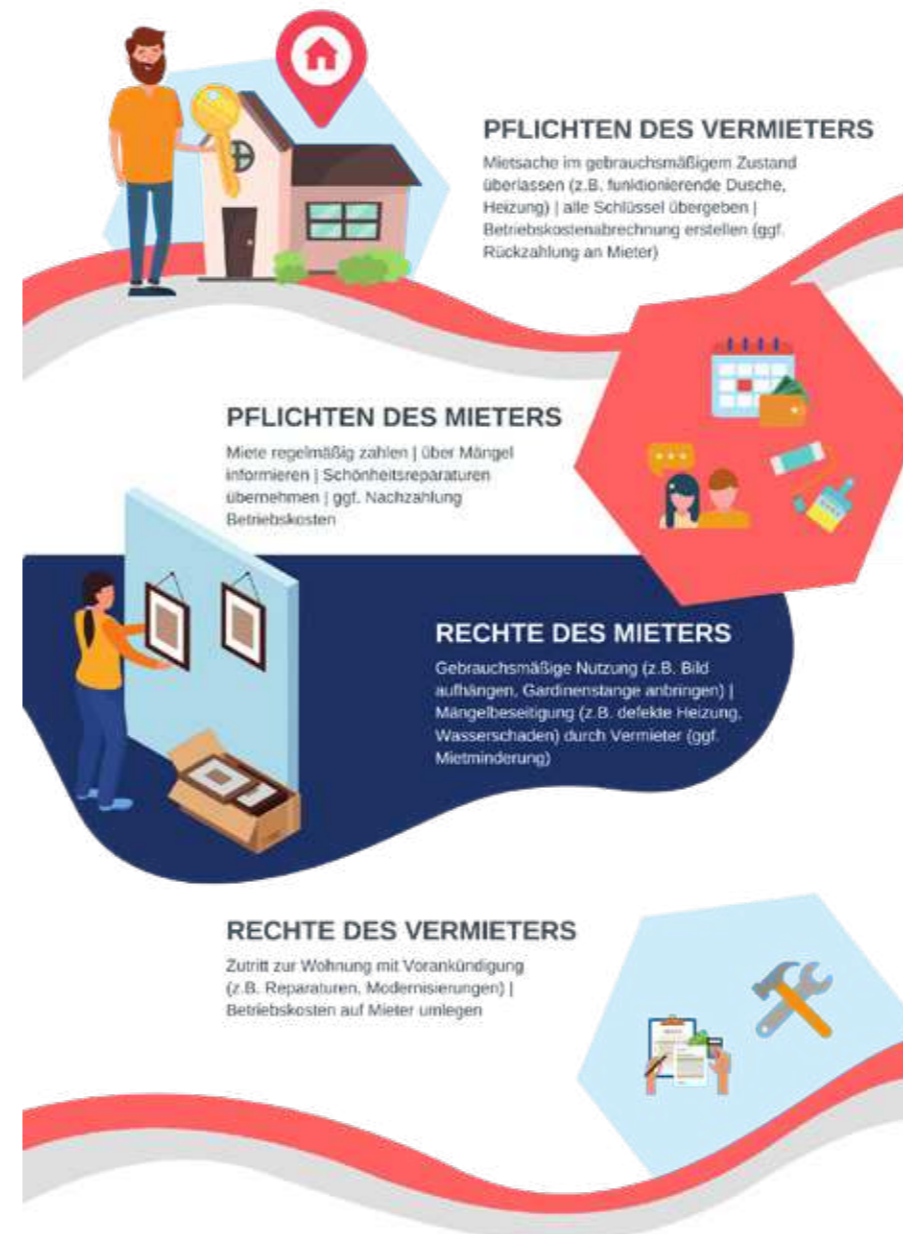 PFLICHTEN DES VERMIETERS
Mietsache im gebrauchsmäßigem Zustand
überlassen (z.B. funktionierende Dusche,
Heizung) | alle Schlüssel übergeben |
Betriebskostenabrechnung erstellen (ggf.
Rückzahlung an Mieter)
PFLICHTEN DES MIETERS
Miete regelmäßig zahlen | über Mängel
informieren | Schönheitsreparaturen
übernehmen | ggf. Nachzahlung
Betriebskosten
RECHTE DES MIETERS
Gebrauchsmäßige Nutzung (z.B. Bild
aufhängen, Gardinenstange anbringen) |
Mängelbeseitigung (z.B. defekte Heizung,
Wasserschaden) durch Vermieter (ggf.
Mietminderung)
RECHTE DES VERMIETERS
Zutritt zur Wohnung mit Vorankündigung
(z.B. Reparaturen, Modernisierungen) |
Betriebskosten auf Mieter umlegen